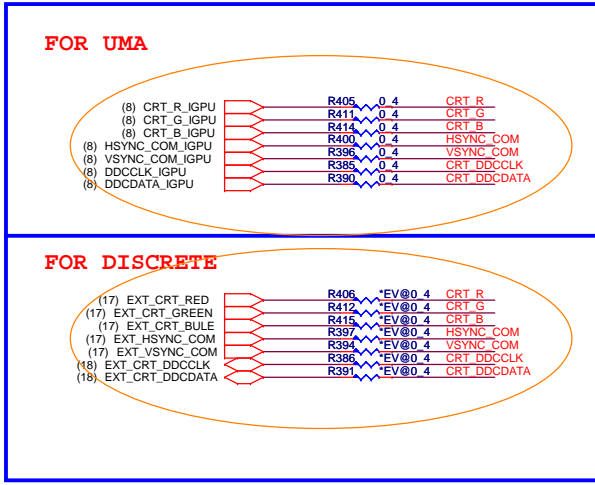 FOR UMA
(8) CRT_R_IGPU R405 0_4 CRT_R
(8) CRT_G_IGPU R411 0_4 CRT_G
(8) CRT_B_IGPU R414 0_4 CRT_B
(8) HSYNC_COM_IGPU R400 0_4 HSYNC_COM
(8) VSYNC_COM_IGPU R396 0_4 VSYNC_COM
(8) DDCCLK_IGPU R385 0_4 CRT_DDCCLK
(8) DDCDATA_IGPU R390 0_4 CRT_DDCDATA
FOR DISCRETE
(17) EXT_CRT_RED R406 *EV@0_4 CRT_R
(17) EXT_CRT_GREEN R412 *EV@0_4 CRT_G
(17) EXT_CRT_BULE R415 *EV@0_4 CRT_B
(17) EXT_HSYNC_COM R397 *EV@0_4 HSYNC_COM
(17) EXT_VSYNC_COM R394 *EV@0_4 VSYNC_COM
(18) EXT_CRT_DDCCLK R386 *EV@0_4 CRT_DDCCLK
(18) EXT_CRT_DDCDATA R391 *EV@0_4 CRT_DDCDATA